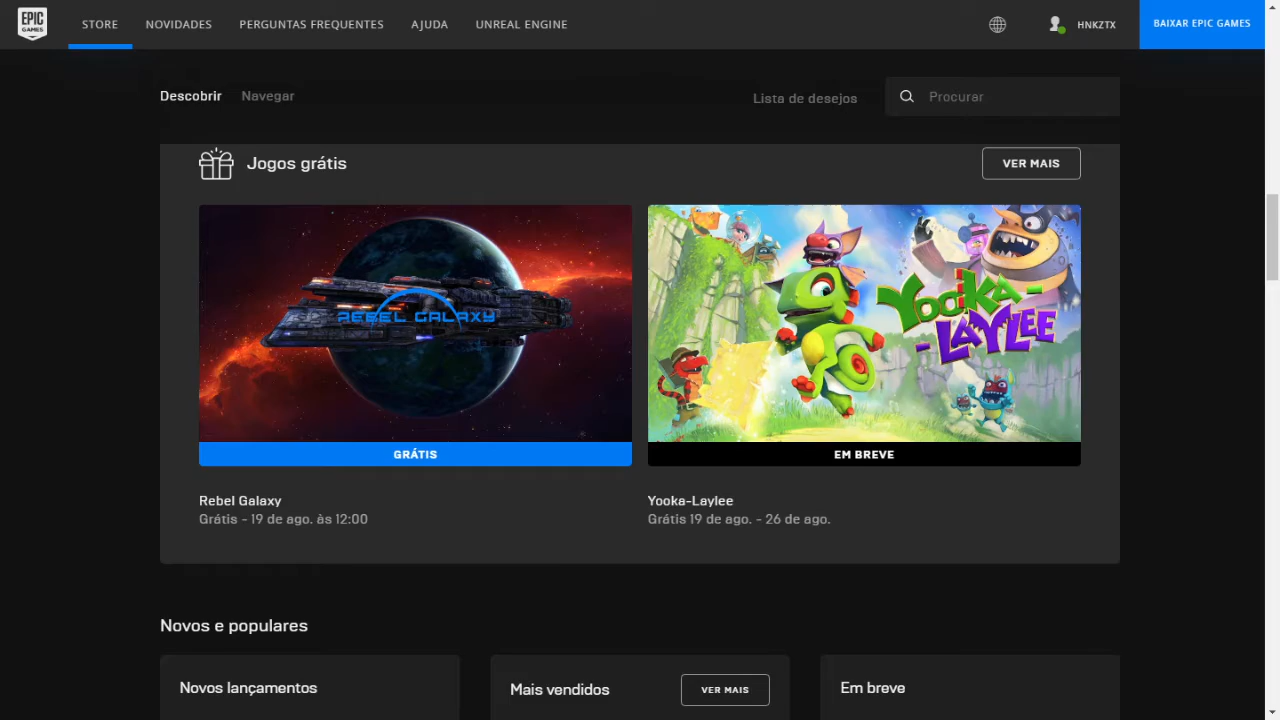 EPIC
GAMES
STORE
NOVIDADES
PERGUNTAS FREQUENTES
AJUDA
UNREAL ENGINE
HNKZTX
BAIXAR EPIC GAMES
Descobrir
Navegar
Lista de desejos
Procurar
Jogos grátis
VER MAIS
REBEL GALAXY
YOOKA-
-LAYLEE
GRÁTIS
EM BREVE
Rebel Galaxy
Grátis - 19 de ago. às 12:00
Yooka-Laylee
Grátis 19 de ago. - 26 de ago.
Novos e populares
Novos lançamentos
Mais vendidos
VER MAIS
Em breve